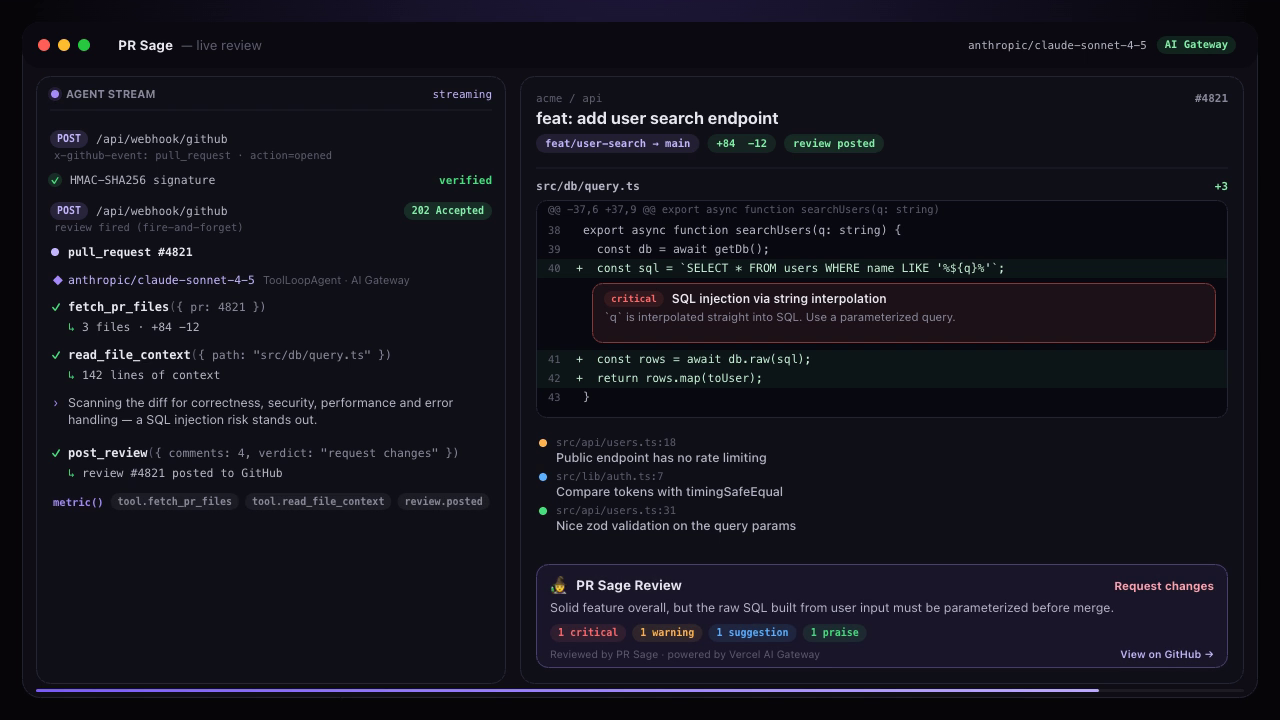 PR Sage — live review
anthropic/claude-sonnet-4-5 AI Gateway
AGENT STREAM streaming
POST /api/webhook/github
x-github-event: pull_request · action=opened
HMAC-SHA256 signature verified
POST /api/webhook/github 202 Accepted
review fired (fire-and-forget)
pull_request #4821
anthropic/claude-sonnet-4-5 ToolLoopAgent · AI Gateway
fetch_pr_files({ pr: 4821 })
↳ 3 files · +84 −12
read_file_context({ path: "src/db/query.ts" })
↳ 142 lines of context
› Scanning the diff for correctness, security, performance and error
handling — a SQL injection risk stands out.
post_review({ comments: 4, verdict: "request changes" })
↳ review #4821 posted to GitHub
metric() tool.fetch_pr_files tool.read_file_context review.posted
acme / api #4821
feat: add user search endpoint
feat/user-search → main +84 −12 review posted
src/db/query.ts +3
@@ −37,6 +37,9 @@ export async function searchUsers(q: string)
38 export async function searchUsers(q: string) {
39 const db = await getDb();
40 + const sql = `SELECT * FROM users WHERE name LIKE '%${q}%'`;
critical SQL injection via string interpolation
`q` is interpolated straight into SQL. Use a parameterized query.
41 + const rows = await db.raw(sql);
42 + return rows.map(toUser);
43 }
src/api/users.ts:18
Public endpoint has no rate limiting
src/lib/auth.ts:7
Compare tokens with timingSafeEqual
src/api/users.ts:31
Nice zod validation on the query params
PR Sage Review Request changes
Solid feature overall, but the raw SQL built from user input must be parameterized before merge.
1 critical 1 warning 1 suggestion 1 praise
Reviewed by PR Sage · powered by Vercel AI Gateway View on GitHub →